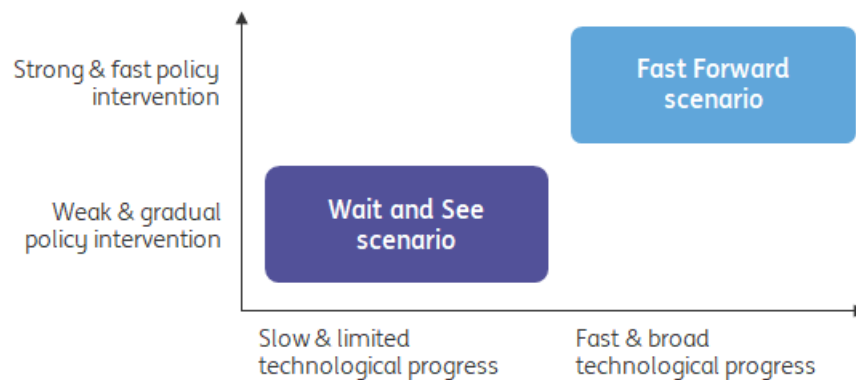 Strong & fast policy
intervention
Fast Forward
scenario
Weak & gradual
policy intervention
Wait and See
scenario
Slow & limited
technological progress
Fast & broad
technological progress